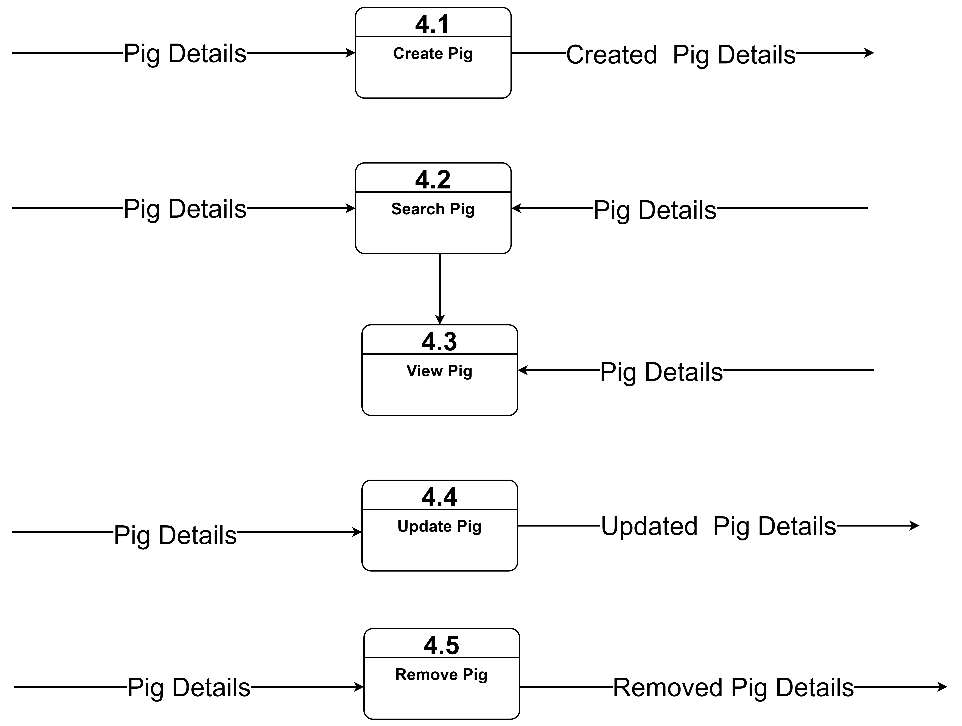 4.1
Pig Details
Create Pig
Created Pig Details
4.2
Pig Details
Search Pig
Pig Details
4.3
View Pig
Pig Details
4.4
Pig Details
Update Pig
Updated Pig Details
4.5
Pig Details
Remove Pig
Removed Pig Details